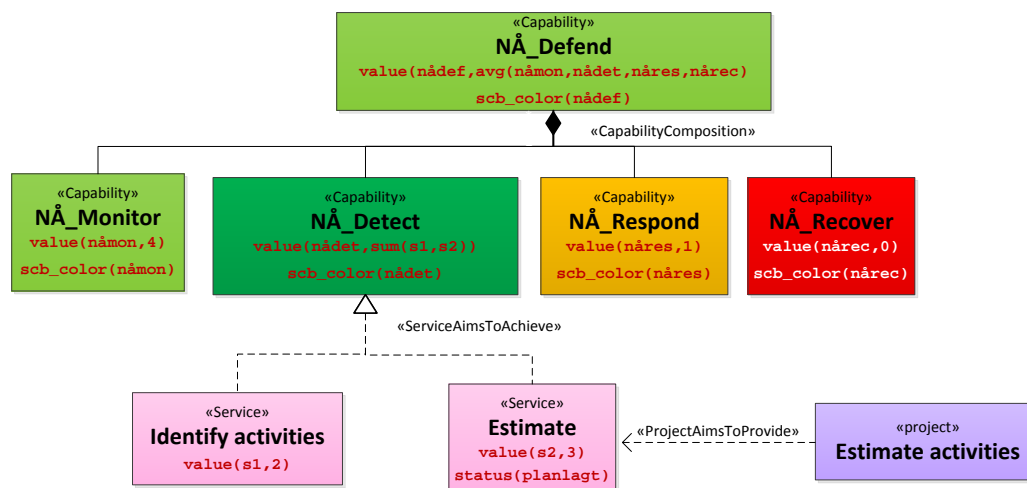 «Capability»
NÅ_Defend
value(nådef,avg(nåmon,nådet,nåres,nårec)
scb_color(nådef)
«CapabilityComposition»
«Capability»
NÅ_Monitor
value(nåmon,4)
scb_color(nåmon)
«Capability»
NÅ_Detect
value(nådet,sum(s1,s2))
scb_color(nådet)
«Capability»
NÅ_Respond
value(nåres,1)
scb_color(nåres)
«Capability»
NÅ_Recover
value(nårec,0)
scb_color(nårec)
«ServiceAimsToAchieve»
«Service»
Identify activities
value(s1,2)
«Service»
Estimate
value(s2,3)
status(planlagt)
«ProjectAimsToProvide»
«project»
Estimate activities